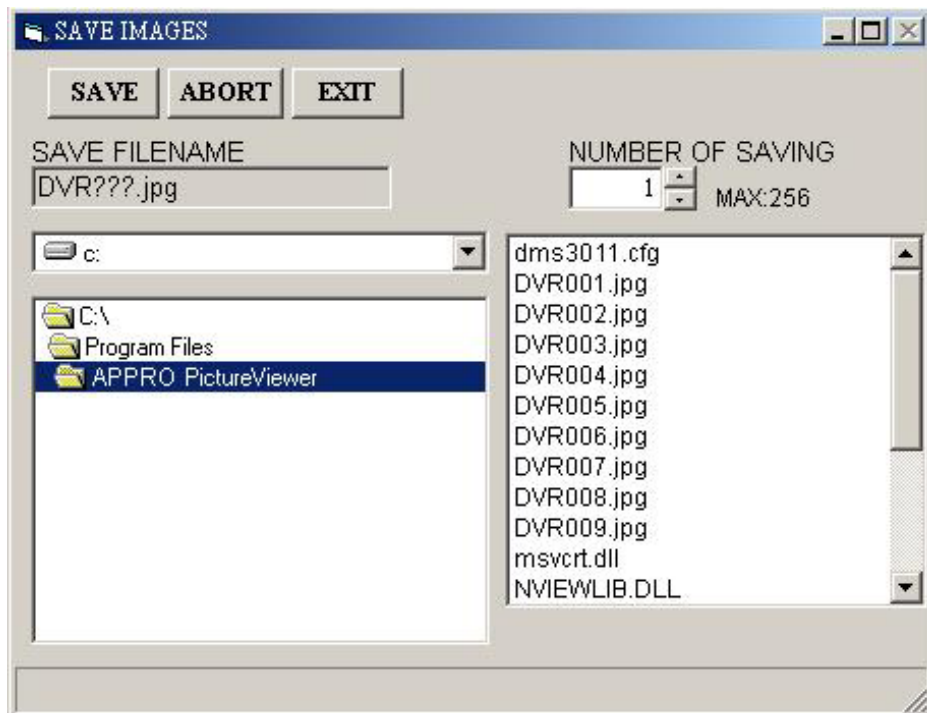 SAVE IMAGES
SAVE ABORT EXIT
SAVE FILENAME
DVR???.jpg
NUMBER OF SAVING
1
MAX:256
c:
C:\
Program Files
APPRO PictureViewer
dms3011.cfg
DVR001.jpg
DVR002.jpg
DVR003.jpg
DVR004.jpg
DVR005.jpg
DVR006.jpg
DVR007.jpg
DVR008.jpg
DVR009.jpg
msvcrt.dll
NVIEWLIB.DLL